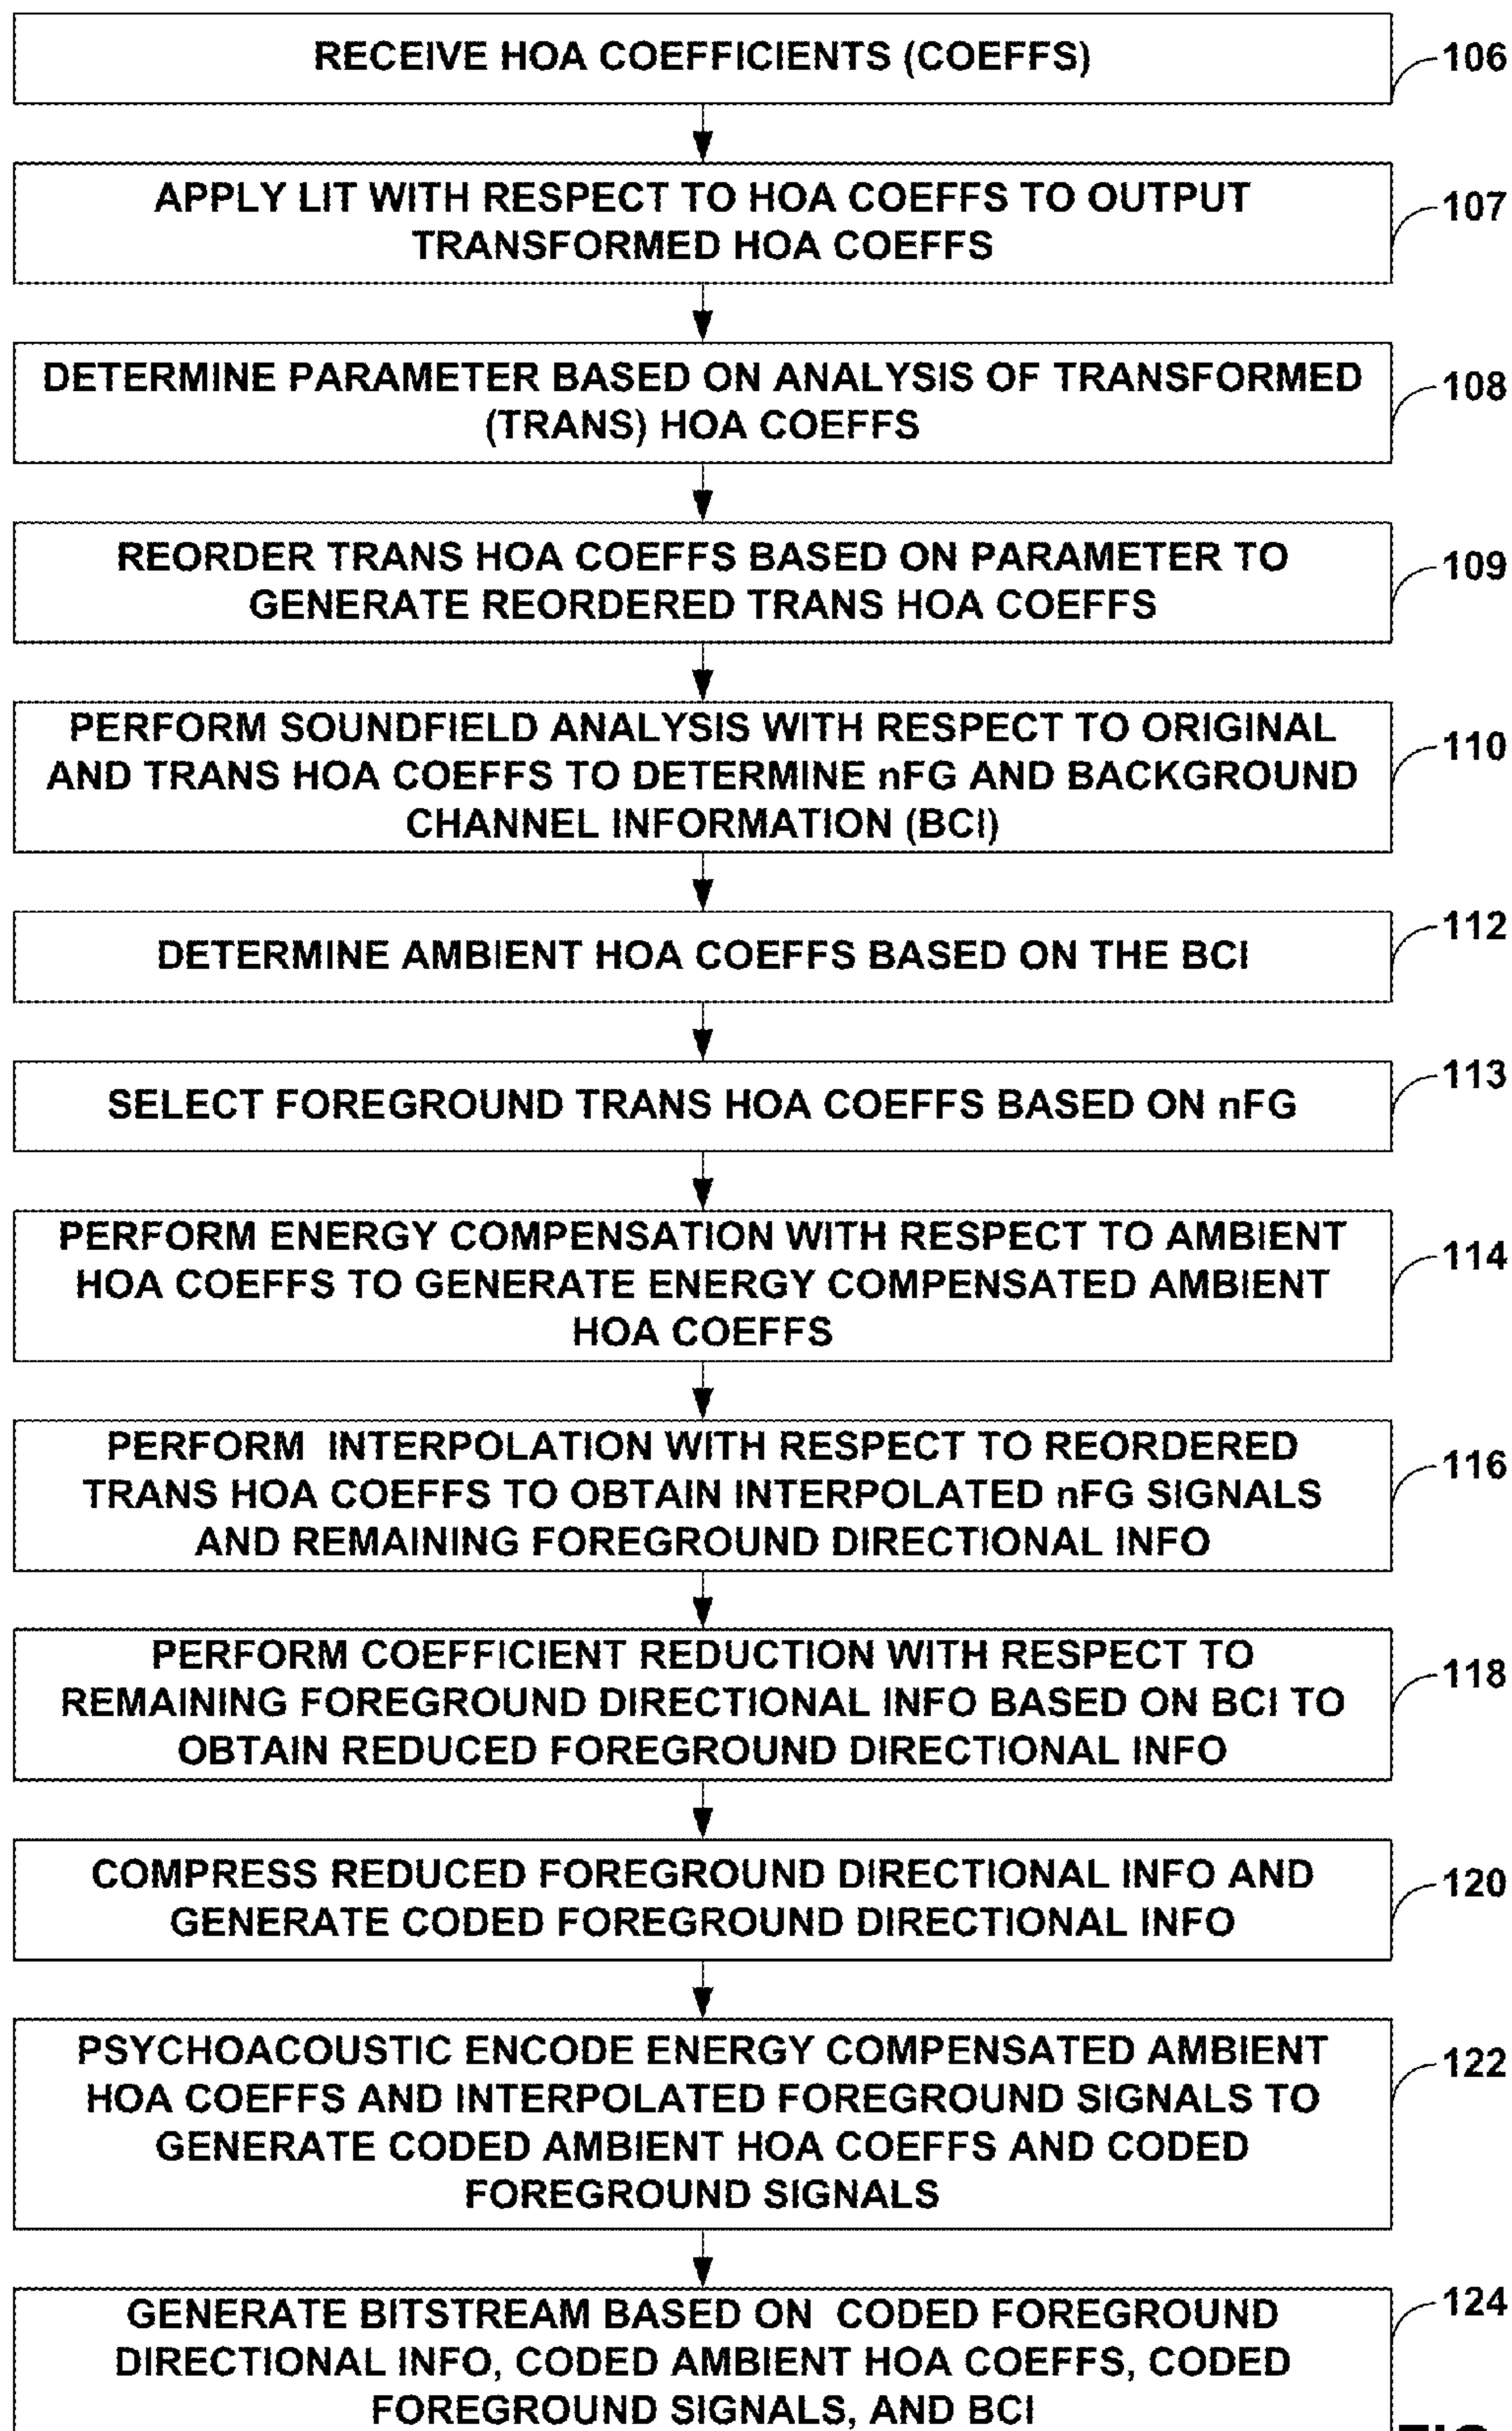 RECEIVE HOA COEFFICIENTS (COEFFS)
106
APPLY LIT WITH RESPECT TO HOA COEFFS TO OUTPUT
TRANSFORMED HOA COEFFS
107
DETERMINE PARAMETER BASED ON ANALYSIS OF TRANSFORMED
(TRANS) HOA COEFFS
108
REORDER TRANS HOA COEFFS BASED ON PARAMETER TO
GENERATE REORDERED TRANS HOA COEFFS
109
PERFORM SOUNDFIELD ANALYSIS WITH RESPECT TO ORIGINAL
AND TRANS HOA COEFFS TO DETERMINE nFG AND BACKGROUND
CHANNEL INFORMATION (BCI)
110
DETERMINE AMBIENT HOA COEFFS BASED ON THE BCI
112
SELECT FOREGROUND TRANS HOA COEFFS BASED ON nFG
113
PERFORM ENERGY COMPENSATION WITH RESPECT TO AMBIENT
HOA COEFFS TO GENERATE ENERGY COMPENSATED AMBIENT
HOA COEFFS
114
PERFORM INTERPOLATION WITH RESPECT TO REORDERED
TRANS HOA COEFFS TO OBTAIN INTERPOLATED nFG SIGNALS
AND REMAINING FOREGROUND DIRECTIONAL INFO
116
PERFORM COEFFICIENT REDUCTION WITH RESPECT TO
REMAINING FOREGROUND DIRECTIONAL INFO BASED ON BCI TO
OBTAIN REDUCED FOREGROUND DIRECTIONAL INFO
118
COMPRESS REDUCED FOREGROUND DIRECTIONAL INFO AND
GENERATE CODED FOREGROUND DIRECTIONAL INFO
120
PSYCHOACOUSTIC ENCODE ENERGY COMPENSATED AMBIENT
HOA COEFFS AND INTERPOLATED FOREGROUND SIGNALS TO
GENERATE CODED AMBIENT HOA COEFFS AND CODED
FOREGROUND SIGNALS
122
GENERATE BITSTREAM BASED ON CODED FOREGROUND
DIRECTIONAL INFO, CODED AMBIENT HOA COEFFS, CODED
FOREGROUND SIGNALS, AND BCI
124